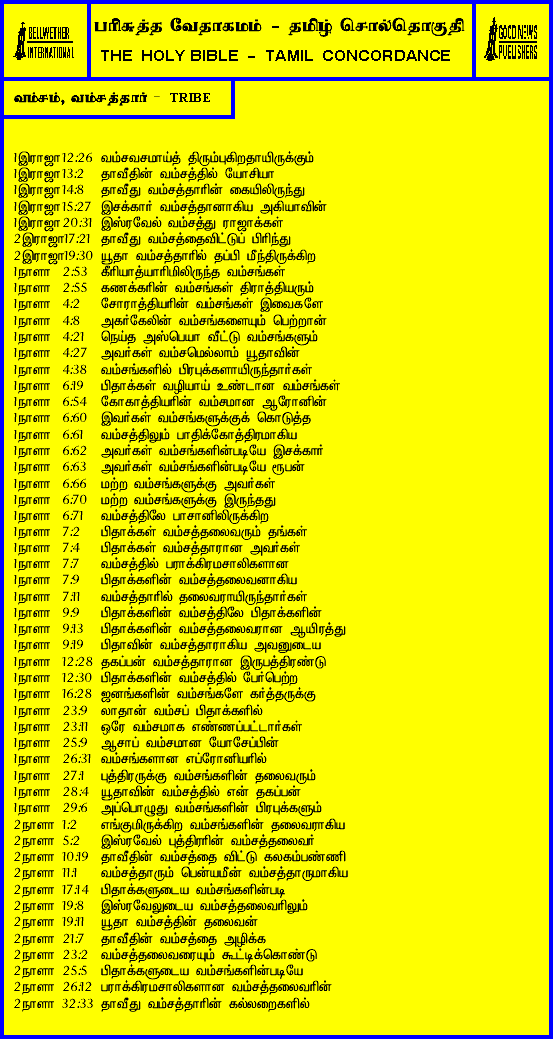 BELLWETHER
INTERNATIONAL
பரிசுத்த வேதாகமம் - தமிழ் சொல்தொகுதி
THE HOLY BIBLE - TAMIL CONCORDANCE
GOOD NEWS
PUBLISHERS
வம்சம், வம்சத்தார் - TRIBE
1இராஜா12:26 வம்சவசமாய்த் திரும்புகிறதாயிருக்கும்
1இராஜா13:2 தாவீதின் வம்சத்தில் யோசியா
1இராஜா14:8 தாவீது வம்சத்தாரின் கையிலிருந்து
1இராஜா15:27 இசக்கார் வம்சத்தானாகிய அகியாவின்
1இராஜா 20:31 இஸ்ரவேல் வம்சத்து ராஜாக்கள்
2இராஜா17:21 தாவீது வம்சத்தைவிட்டுப் பிரிந்து
2இராஜா19:30 யூதா வம்சத்தாரில் தப்பி மீந்திருக்கிற
1நாளா 2:53 கீரியாத்யாரிமிலிருந்த வம்சங்கள்
1நாளா 2:55 கணக்கரின் வம்சங்கள் திராத்தியரும்
1நாளா 4:2 சோராத்தியரின் வம்சங்கள் இவைகளே
1நாளா 4:8 அகர்கேலின் வம்சங்களையும் பெற்றான்
1நாளா 4:21 நெய்த அஸ்பெயா வீட்டு வம்சங்களும்
1நாளா 4:27 அவர்கள் வம்சமெல்லாம் யூதாவின்
1நாளா 4:38 வம்சங்களில் பிரபுக்களாயிருந்தார்கள்
1நாளா 6:19 பிதாக்கள் வழியாய் உண்டான வம்சங்கள்
1நாளா 6:54 கோகாத்தியரின் வம்சமான ஆரோனின்
1நாளா 6:60 இவர்கள் வம்சங்களுக்குக் கொடுத்த
1நாளா 6:61 வம்சத்திலும் பாதிக்கோத்திரமாகிய
1நாளா 6:62 அவர்கள் வம்சங்களின்படியே இசக்கார்
1நாளா 6:63 அவர்கள் வம்சங்களின்படியே ரூபன்
1நாளா 6:66 மற்ற வம்சங்களுக்கு அவர்கள்
1நாளா 6:70 மற்ற வம்சங்களுக்கு இருந்தது
1நாளா 6:71 வம்சத்திலே பாசானிலிருக்கிற
1நாளா 7:2 பிதாக்கள் வம்சத்தலைவரும் தங்கள்
1நாளா 7:4 பிதாக்கள் வம்சத்தாரான அவர்கள்
1நாளா 7:7 வம்சத்தில் பராக்கிரமசாலிகளான
1நாளா 7:9 பிதாக்களின் வம்சத்தலைவனாகிய
1நாளா 7:11 வம்சத்தாரில் தலைவராயிருந்தார்கள்
1நாளா 9:9 பிதாக்களின் வம்சத்திலே பிதாக்களின்
1நாளா 9:13 பிதாக்களின் வம்சத்தலைவரான ஆயிரத்து
1நாளா 9:19 பிதாவின் வம்சத்தாராகிய அவனுடைய
1நாளா 12:28 தகப்பன் வம்சத்தாரான இருபத்திரண்டு
1நாளா 12:30 பிதாக்களின் வம்சத்தில் பேர்பெற்ற
1நாளா 16:28 ஜனங்களின் வம்சங்களே கர்த்தருக்கு
1நாளா 23:9 லாதான் வம்சப் பிதாக்களில்
1நாளா 23:11 ஒரே வம்சமாக எண்ணப்பட்டார்கள்
1நாளா 25:9 ஆசாப் வம்சமான யோசேப்பின்
1நாளா 26:31 வம்சங்களான எப்ரோனியரில்
1நாளா 27:1 புத்திரருக்கு வம்சங்களின் தலைவரும்
1நாளா 28:4 யூதாவின் வம்சத்தில் என் தகப்பன்
1நாளா 29:6 அப்பொழுது வம்சங்களின் பிரபுக்களும்
2நாளா 1:2 எங்குமிருக்கிற வம்சங்களின் தலைவராகிய
2நாளா 5:2 இஸ்ரவேல் புத்திரரின் வம்சத்தலைவர்
2நாளா 10:19 தாவீதின் வம்சத்தை விட்டு கலகம்பண்ணி
2நாளா 11:1 வம்சத்தாரும் பென்யமீன் வம்சத்தாருமாகிய
2நாளா 17:14 பிதாக்களுடைய வம்சங்களின்படி
2நாளா 19:8 இஸ்ரவேலுடைய வம்சத்தலைவரிலும்
2நாளா 19:11 யூதா வம்சத்தின் தலைவன்
2நாளா 21:7 தாவீதின் வம்சத்தை அழிக்க
2நாளா 23:2 வம்சத்தலைவரையும் கூட்டிக்கொண்டு
2நாளா 25:5 பிதாக்களுடைய வம்சங்களின்படியே
2நாளா 26:12 பராக்கிரமசாலிகளான வம்சத்தலைவரின்
2நாளா 32:33 தாவீது வம்சத்தாரின் கல்லறைகளில்